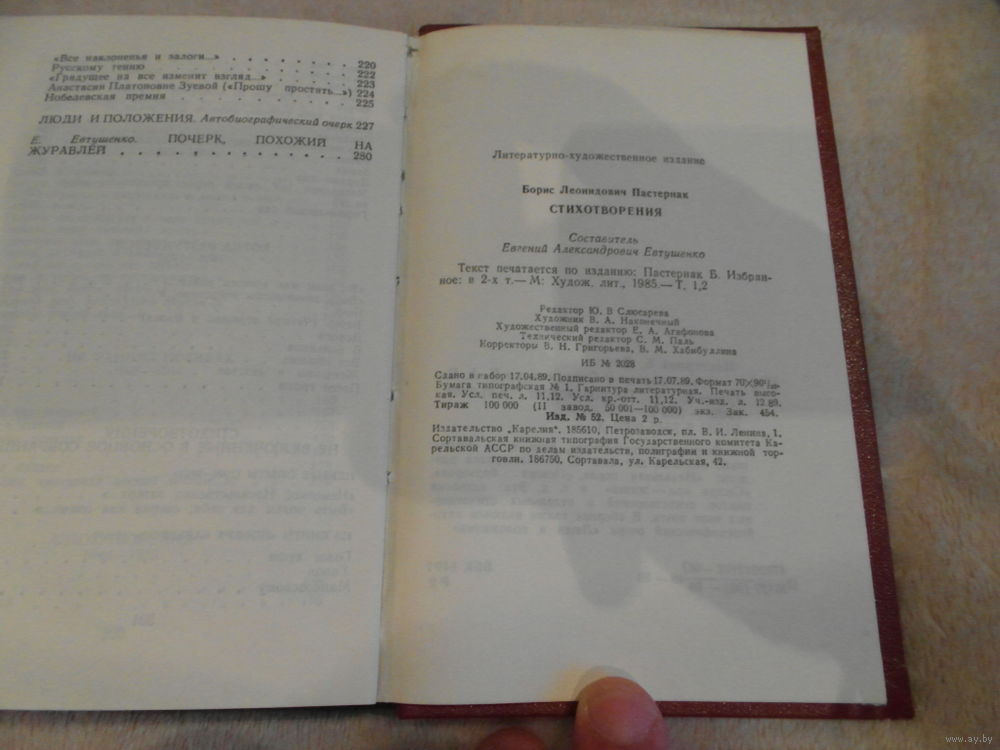 «Все наклоненья и залоги...» . . . . . . . . 220
Русскому гению . . . . . . . . . . 222
«Грядущее на все изменит взгляд...» . . . . . 223
Анастасии Платоновне Зуевой («Прошу простить...») 224
Нобелевская премия . . . . . . . . . 225
ЛЮДИ И ПОЛОЖЕНИЯ. Автобиографический очерк 227
Е. Евтушенко. ПОЧЕРК, ПОХОЖИЙ НА
ЖУРАВЛЕЙ . . . . . . . . . . 280
Литературно-художественное издание
Борис Леонидович Пастернак
СТИХОТВОРЕНИЯ
Составитель
Евгений Александрович Евтушенко
Текст печатается по изданию: Пастернак Б. Избран-
ное: в 2-х т.— М: Худож. лит., 1985.— Т. 1,2
Редактор Ю. В Слюсарева
Художник В. А. Наконечный
Художественный редактор Е. А. Агафонова
Технический редактор С. М. Паль
Корректоры В. Н. Григорьева, В. М. Хабибуллина
ИБ № 2028
Сдано в набор 17.04.89. Подписано в печать 17.07.89. Формат 70×90¹/₃₂.
Бумага типографская № 1. Гарнитура литературная. Печать высо-
кая. Усл. печ. л. 11,12. Усл. кр.-отт. 11,12. Уч.-изд. л. 12,89.
Тираж 100 000 (II завод. 50 001—100 000) экз. Зак. 454.
Изд. № 52. Цена 2 р.
Издательство „Карелия“. 185610, Петрозаводск, пл. В. И. Ленина, 1.
Сортавальская книжная типография Государственного комитета Ка-
рельской АССР по делам издательств, полиграфии и книжной тор-
говли. 186750, Сортавала, ул. Карельская, 42.
www.ay.by